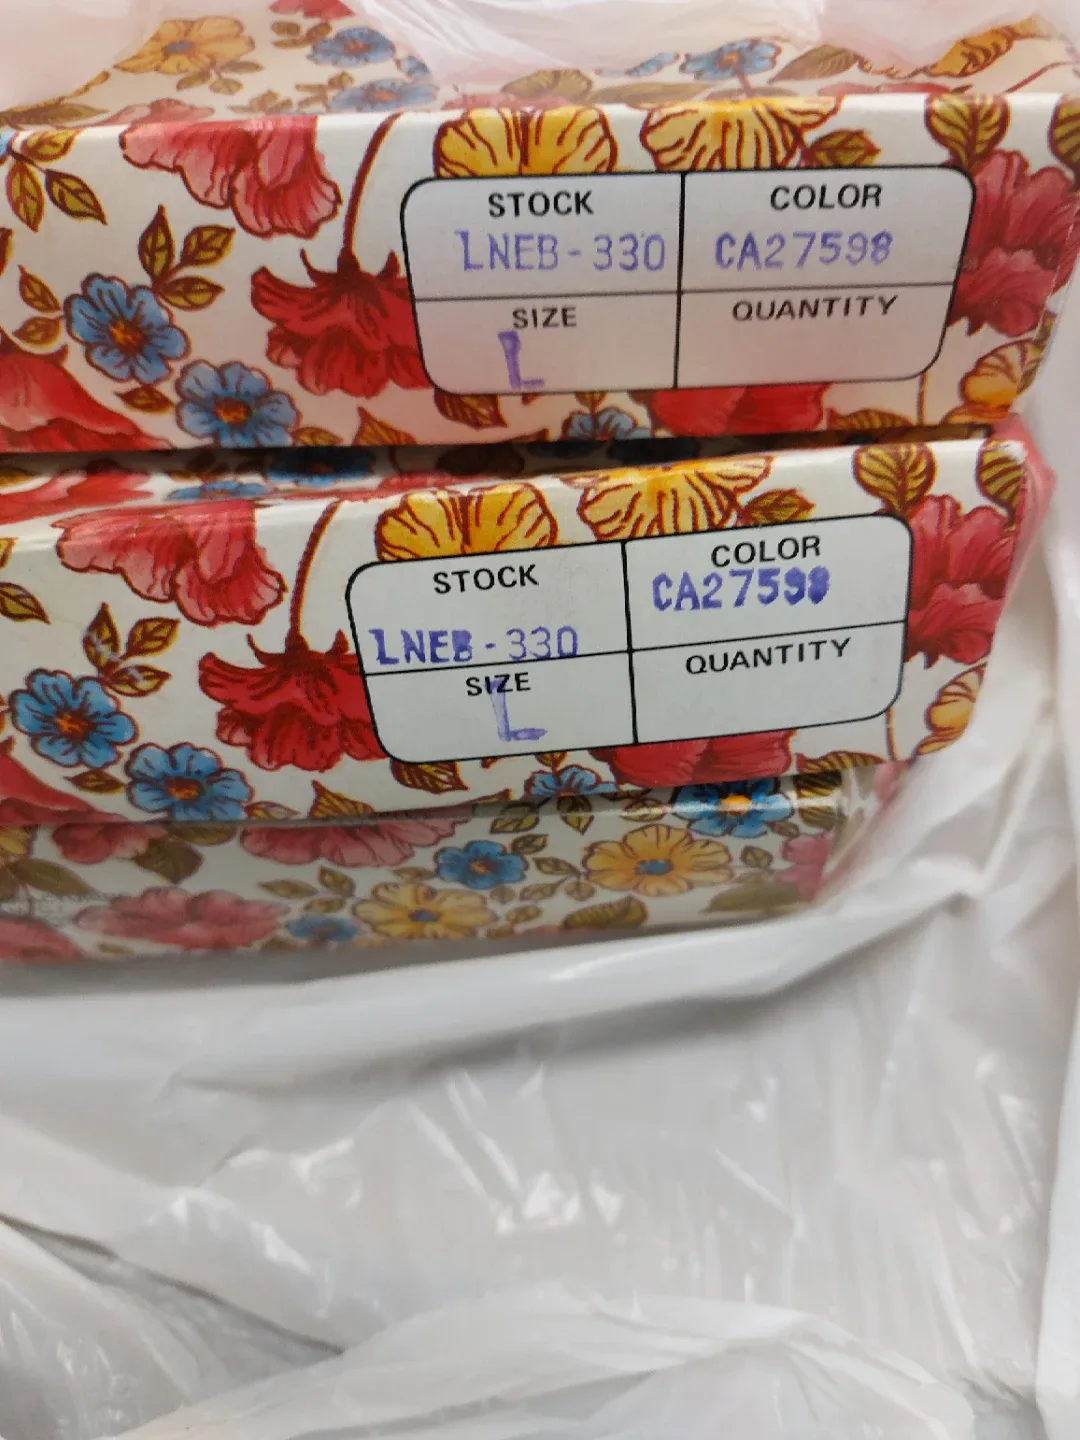 STOCK COLOR
LNEB-330 CA27598
SIZE QUANTITY
L
STOCK COLOR
LNEB-330 CA27598
SIZE QUANTITY
L